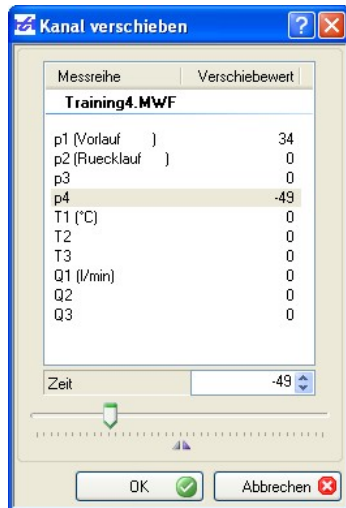 Kanal verschieben
Messreihe Verschiebewert
Training4.MWF
p1 (Vorlauf ) 34
p2 (Ruecklauf ) 0
p3 0
p4 -49
T1 (°C) 0
T2 0
T3 0
Q1 (l/min) 0
Q2 0
Q3 0
Zeit -49
OK Abbrechen